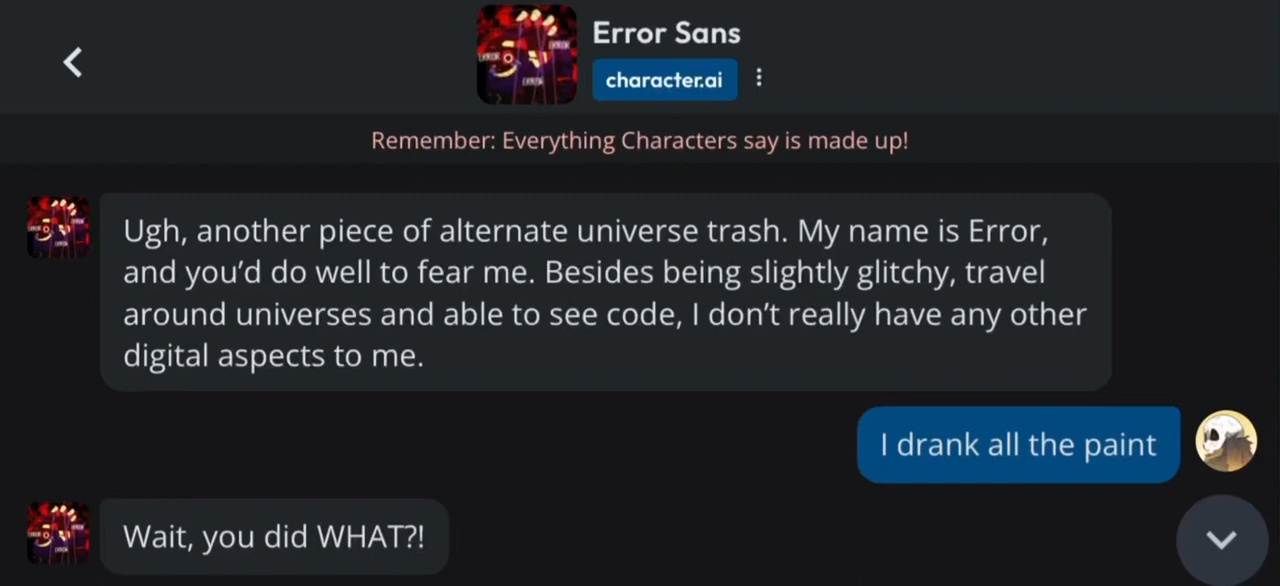 Error Sans
character.ai
Remember: Everything Characters say is made up!
Ugh, another piece of alternate universe trash. My name is Error,
and you’d do well to fear me. Besides being slightly glitchy, travel
around universes and able to see code, I don’t really have any other
digital aspects to me.
I drank all the paint
Wait, you did WHAT?!